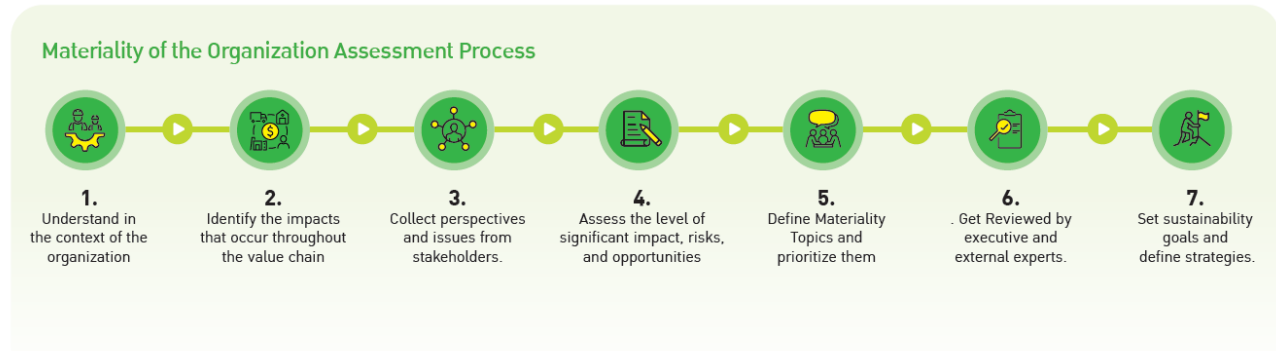 Materiality of the Organization Assessment Process
$
1.
Understand in
the context of the
organization
2.
Identify the impacts
that occur throughout
the value chain
3.
Collect perspectives
and issues from
stakeholders.
4.
Assess the level of
significant impact, risks,
and opportunities
5.
Define Materiality
Topics and
prioritize them
6.
. Get Reviewed by
executive and
external experts.
7.
Set sustainability
goals and
define strategies.